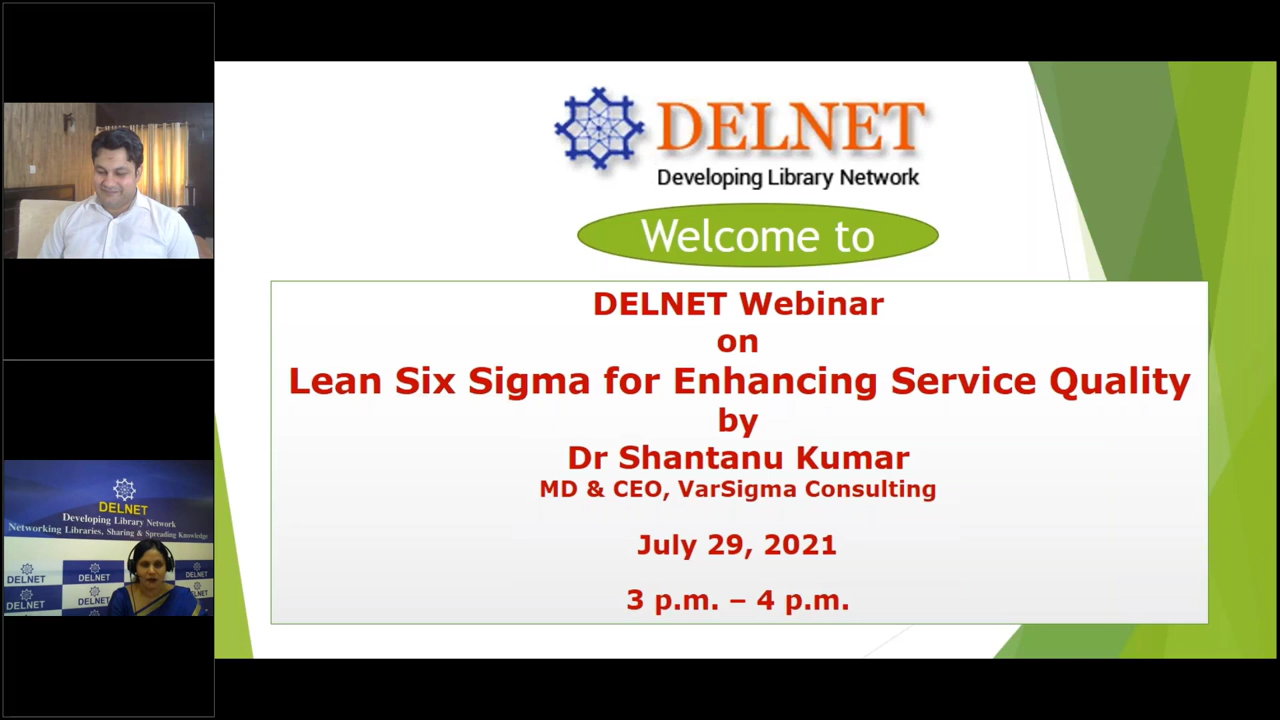 DELNET
Developing Library Network
Welcome to
DELNET Webinar
on
Lean Six Sigma for Enhancing Service Quality
by
Dr Shantanu Kumar
MD & CEO, VarSigma Consulting
July 29, 2021
3 p.m. – 4 p.m.
DELNET
Developing Library Network
Networking Libraries, Sharing & Spreading Knowledge
DELNET
DELNET
DELNET
DELNET
DELNET